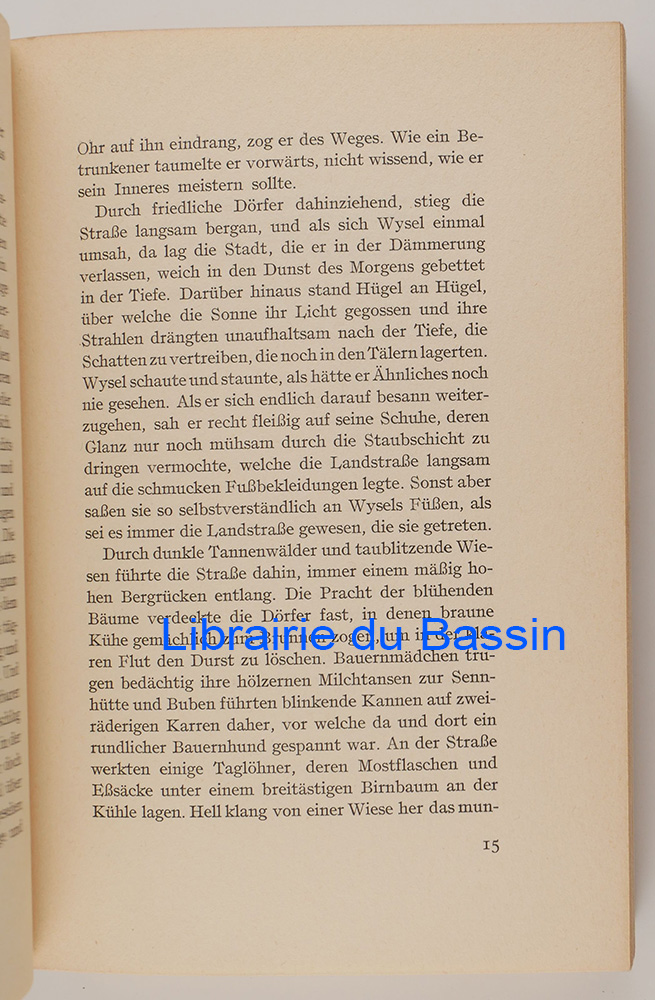 Ohr auf ihn eindrang, zog er des Weges. Wie ein Be-
trunkener taumelte er vorwärts, nicht wissend, wie er
sein Inneres meistern sollte.
Durch friedliche Dörfer dahinziehend, stieg die
Straße langsam bergan, und als sich Wysel einmal
umsah, da lag die Stadt, die er in der Dämmerung
verlassen, weich in den Dunst des Morgens gebettet
in der Tiefe. Darüber hinaus stand Hügel an Hügel,
über welche die Sonne ihr Licht gegossen und ihre
Strahlen drängten unaufhaltsam nach der Tiefe, die
Schatten zu vertreiben, die noch in den Tälern lagerten.
Wysel schaute und staunte, als hätte er Ähnliches noch
nie gesehen. Als er sich endlich darauf besann weiter-
zugehen, sah er recht fleißig auf seine Schuhe, deren
Glanz nur noch mühsam durch die Staubschicht zu
dringen vermochte, welche die Landstraße langsam
auf die schmucken Fußbekleidungen legte. Sonst aber
saßen sie so selbstverständlich an Wysels Füßen, als
sei es immer die Landstraße gewesen, die sie getreten.
Durch dunkle Tannenwälder und taublitzende Wie-
sen führte die Straße dahin, immer einem mäßig ho-
hen Bergrücken entlang. Die Pracht der blühenden
Bäume verdeckte die Dörfer fast, in denen braune
Kühe gemächlich zum Brunnen zogen, um in der kla-
Librairie du Bassin
ren Flut den Durst zu löschen. Bauernmädchen tru-
gen bedächtig ihre hölzernen Milchtansen zur Senn-
hütte und Buben führten blinkende Kannen auf zwei-
räderigen Karren daher, vor welche da und dort ein
rundlicher Bauernhund gespannt war. An der Straße
werkten einige Taglöhner, deren Mostflaschen und
Eßsäcke unter einem breitästigen Birnbaum an der
Kühle lagen. Hell klang von einer Wiese her das mun-
15